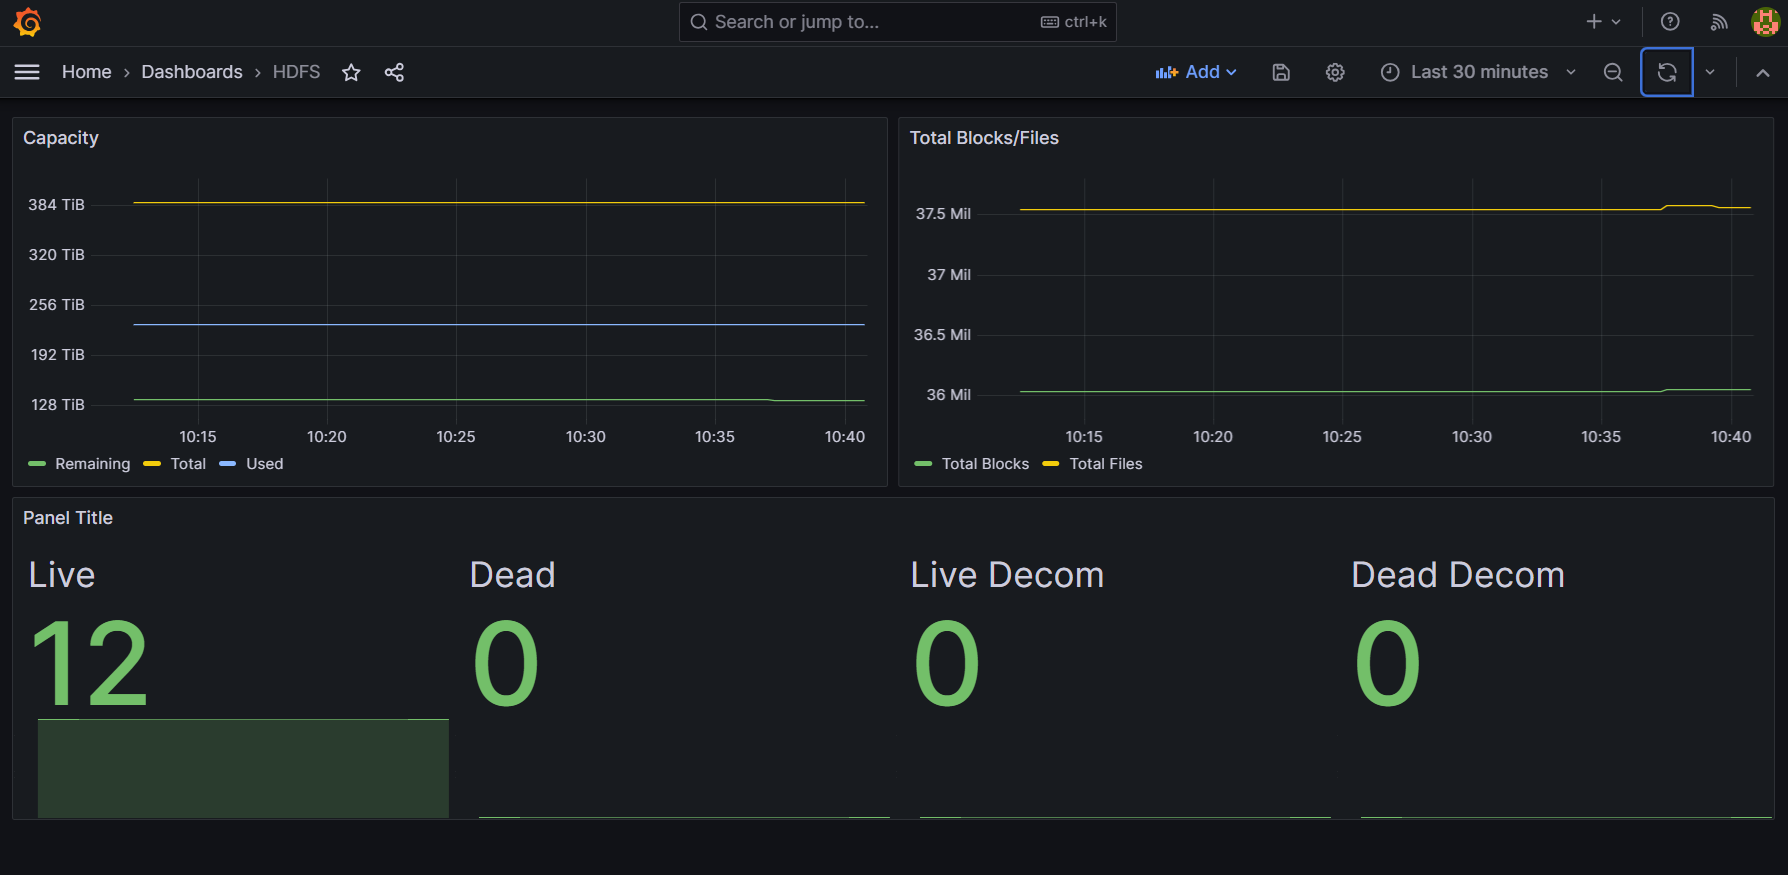 Search or jump to... ctrl+k
Home › Dashboards › HDFS Add Last 30 minutes
Capacity
384 TiB
320 TiB
256 TiB
192 TiB
128 TiB
10:15 10:20 10:25 10:30 10:35 10:40
Remaining Total Used
Total Blocks/Files
37.5 Mil
37 Mil
36.5 Mil
36 Mil
10:15 10:20 10:25 10:30 10:35 10:40
Total Blocks Total Files
Panel Title
Live Dead Live Decom Dead Decom
12 0 0 0